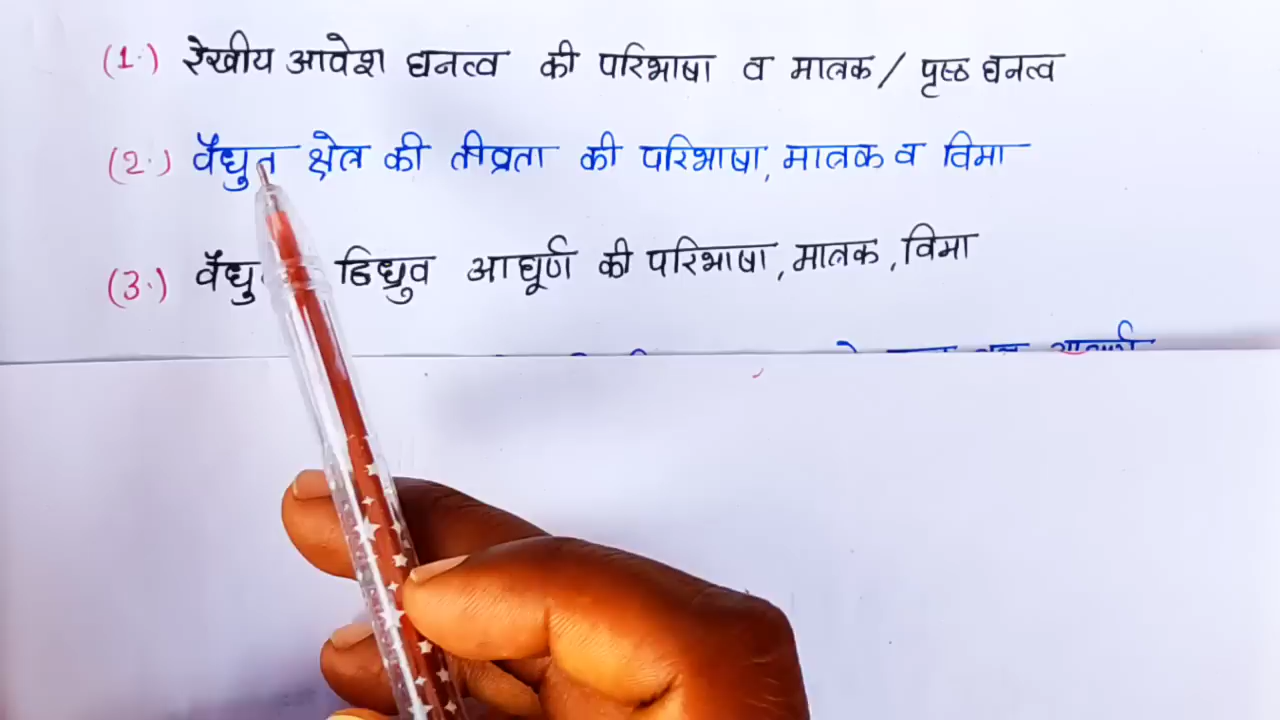 (1.) रेखीय आवेश घनत्व की परिभाषा व मात्रक / पृष्ठ घनत्व
(2.) वैद्युत क्षेत्र की तीव्रता की परिभाषा, मात्रक व विमा
(3.) द्विध्रुव आघूर्ण की परिभाषा, मात्रक, विमा